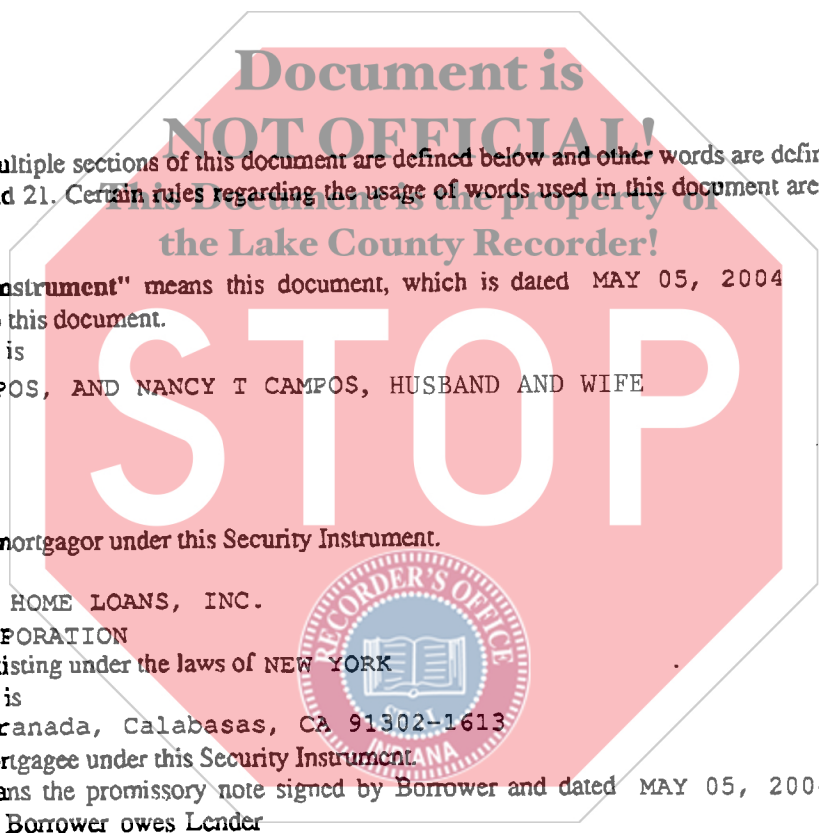 Document is
NOT OFFICIAL!
ultiple sections of this document are defined below and other words are defin
d 21. Certain rules regarding the usage of words used in this document are
This Document is the property of
the Lake County Recorder!
nstrument" means this document, which is dated MAY 05, 2004
this document.
is
POS, AND NANCY T CAMPOS, HUSBAND AND WIFE
STOP
mortgagor under this Security Instrument.
RECORDER'S OFFICE
HOME LOANS, INC.
PORATION
isting under the laws of NEW YORK
is
SEAL
ranada, Calabasas, CA 91302-1613
INDIANA
rtgagee under this Security Instrument.
ans the promissory note signed by Borrower and dated MAY 05, 200
Borrower owes Lender